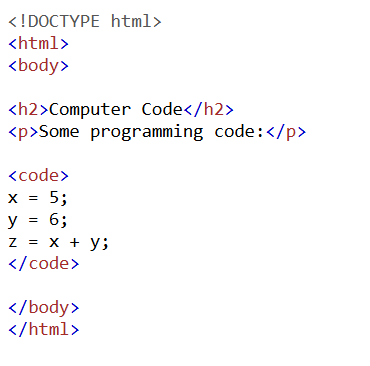 <!DOCTYPE html>
<html>
<body>
<h2>Computer Code</h2>
<p>Some programming code:</p>
<code>
x = 5;
y = 6;
z = x + y;
</code>
</body>
</html>